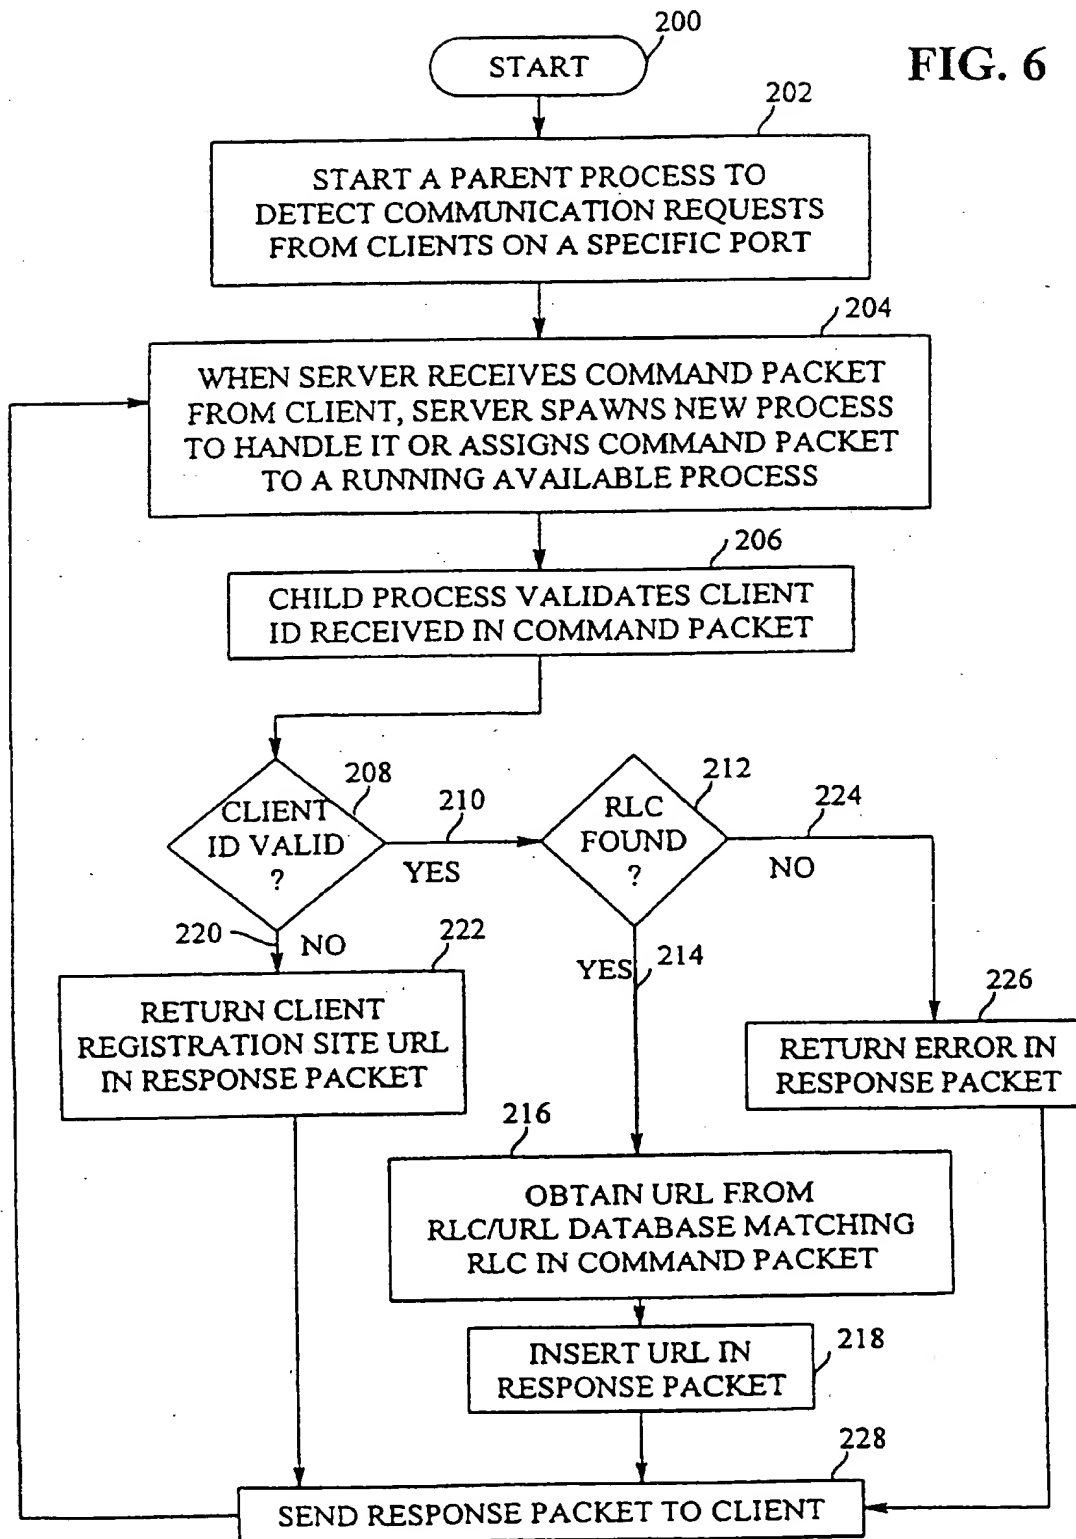 200
START
FIG. 6
202
START A PARENT PROCESS TO
DETECT COMMUNICATION REQUESTS
FROM CLIENTS ON A SPECIFIC PORT
204
WHEN SERVER RECEIVES COMMAND PACKET
FROM CLIENT, SERVER SPAWNS NEW PROCESS
TO HANDLE IT OR ASSIGNS COMMAND PACKET
TO A RUNNING AVAILABLE PROCESS
206
CHILD PROCESS VALIDATES CLIENT
ID RECEIVED IN COMMAND PACKET
208
CLIENT
ID VALID
?
210
YES
212
RLC
FOUND
?
224
NO
220
NO
222
RETURN CLIENT
REGISTRATION SITE URL
IN RESPONSE PACKET
YES
214
226
RETURN ERROR IN
RESPONSE PACKET
216
OBTAIN URL FROM
RLC/URL DATABASE MATCHING
RLC IN COMMAND PACKET
218
INSERT URL IN
RESPONSE PACKET
228
SEND RESPONSE PACKET TO CLIENT